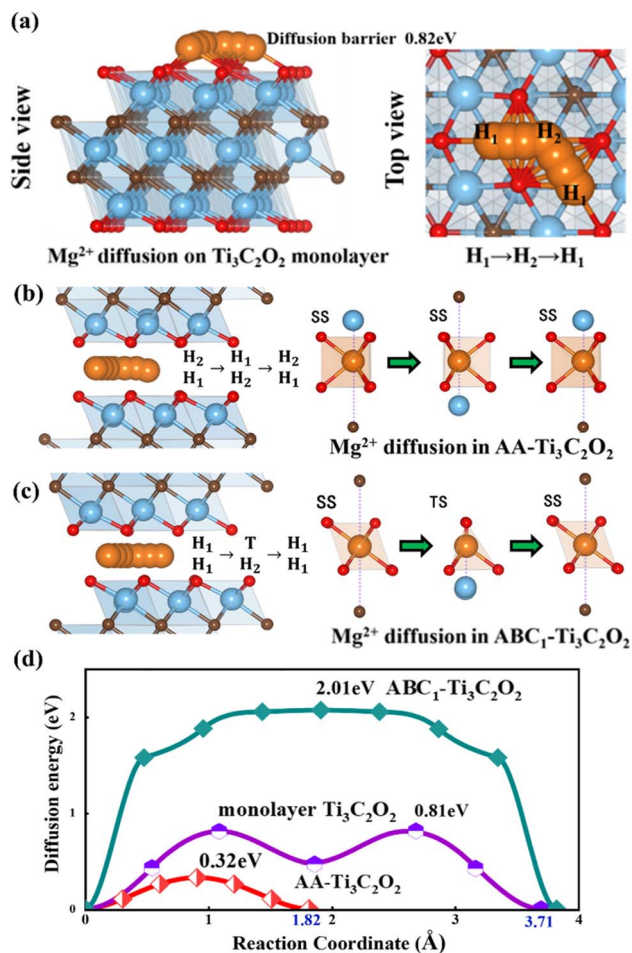 (a)
Diffusion barrier 0.82eV
Side view
Top view
H₁
H₂
H₁
Mg²⁺ diffusion on Ti₃C₂O₂ monolayer
H₁→H₂→H₁
(b)
H₂ H₁ H₂
→ →
H₁ H₂ H₁
SS
SS
SS
Mg²⁺ diffusion in AA-Ti₃C₂O₂
(c)
H₁ T H₁
→ →
H₁ H₂ H₁
SS
TS
SS
Mg²⁺ diffusion in ABC₁-Ti₃C₂O₂
(d)
Diffusion energy (eV)
2
1
0
2.01eV ABC₁-Ti₃C₂O₂
monolayer Ti₃C₂O₂ 0.81eV
0.32eV
AA-Ti₃C₂O₂
0 1 1.82 2 3 3.71 4
Reaction Coordinate (Å)